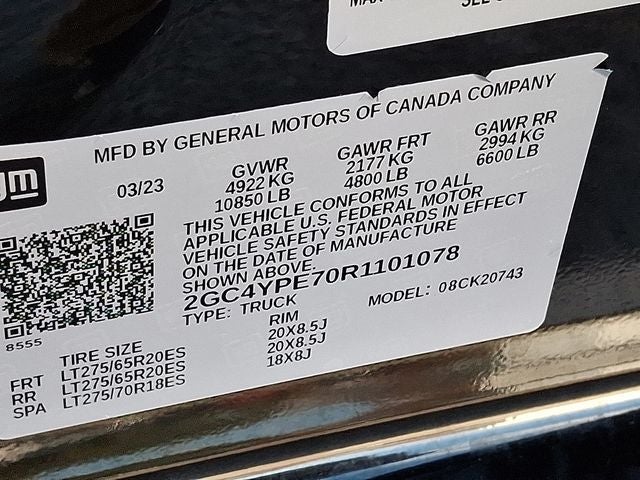 MFD BY GENERAL MOTORS OF CANADA COMPANY
gm
03/23
GVWR GAWR FRT GAWR RR
4922 KG 2177 KG 2994 KG
10850 LB 4800 LB 6600 LB
THIS VEHICLE CONFORMS TO ALL
APPLICABLE U.S. FEDERAL MOTOR
VEHICLE SAFETY STANDARDS IN EFFECT
ON THE DATE OF MANUFACTURE
SHOWN ABOVE.
2GC4YPE70R1101078
TYPE: TRUCK MODEL: 08CK20743
8555
TIRE SIZE RIM
FRT LT275/65R20ES 20X8.5J
RR LT275/65R20ES 20X8.5J
SPA LT275/70R18ES 18X8J